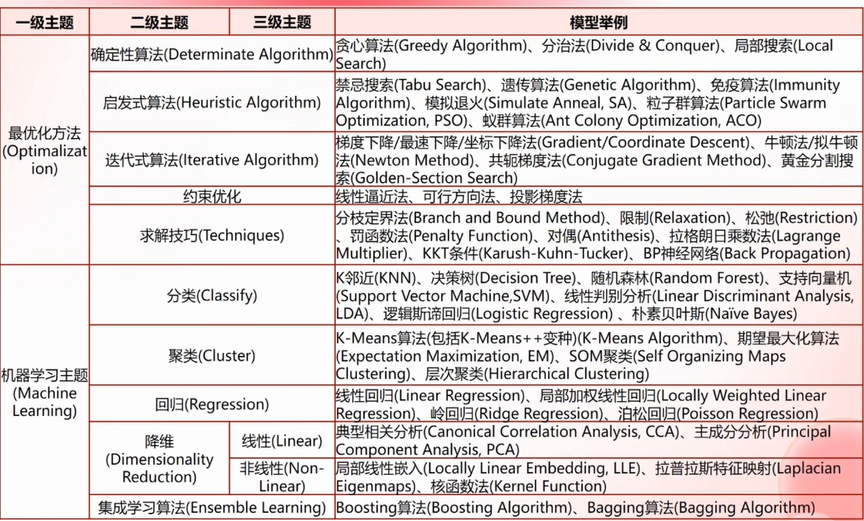 一级主题 二级主题 三级主题 模型举例
最优化方法
(Optimalizat
ion)
确定性算法(Determinate Algorithm)
贪心算法(Greedy Algorithm)、分治法(Divide & Conquer)、局部搜索(Local
Search)
启发式算法(Heuristic Algorithm)
禁忌搜索(Tabu Search)、遗传算法(Genetic Algorithm)、免疫算法(Immunity
Algorithm)、模拟退火(Simulate Anneal, SA)、粒子群算法(Particle Swarm
Optimization, PSO)、蚁群算法(Ant Colony Optimization, ACO)
迭代式算法(Iterative Algorithm)
梯度下降/最速下降/坐标下降法(Gradient/Coordinate Descent)、牛顿法/拟牛顿
法(Newton Method)、共轭梯度法(Conjugate Gradient Method)、黄金分割搜
索(Golden-Section Search)
约束优化
线性逼近法、可行方向法、投影梯度法
求解技巧(Techniques)
分枝定界法(Branch and Bound Method)、限制(Relaxation)、松弛(Restriction)
、罚函数法(Penalty Function)、对偶(Antithesis)、拉格朗日乘数法(Lagrange
Multiplier)、KKT条件(Karush-Kuhn-Tucker)、BP神经网络(Back Propagation)
机器学习主题
(Machine
Learning)
分类(Classify)
K邻近(KNN)、决策树(Decision Tree)、随机森林(Random Forest)、支持向量机
(Support Vector Machine,SVM)、线性判别分析(Linear Discriminant Analysis,
LDA)、逻辑斯谛回归(Logistic Regression) 、朴素贝叶斯(Naïve Bayes)
聚类(Cluster)
K-Means算法(包括K-Means++变种)(K-Means Algorithm)、期望最大化算法
(Expectation Maximization, EM)、SOM聚类(Self Organizing Maps
Clustering)、层次聚类(Hierarchical Clustering)
回归(Regression)
线性回归(Linear Regression)、局部加权线性回归(Locally Weighted Linear
Regression)、岭回归(Ridge Regression)、泊松回归(Poisson Regression)
降维
(Dimensionality
Reduction)
线性(Linear)
典型相关分析(Canonical Correlation Analysis, CCA)、主成分分析(Principal
Component Analysis, PCA)
非线性(Non-
Linear)
局部线性嵌入(Locally Linear Embedding, LLE)、拉普拉斯特征映射(Laplacian
Eigenmaps)、核函数法(Kernel Function)
集成学习算法(Ensemble Learning)
Boosting算法(Boosting Algorithm)、Bagging算法(Bagging Algorithm)